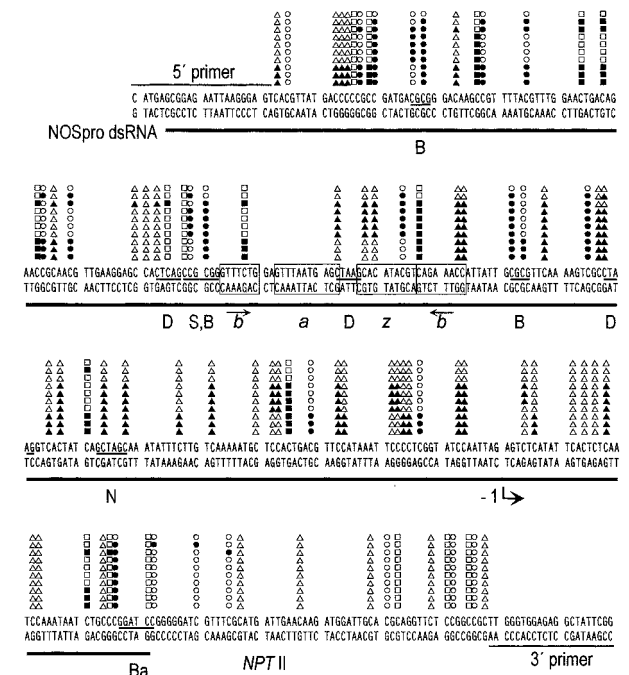 5´ primer
C ATGAGCGGAG AATTAAGGGA GTCACGTTAT GACCCCCGCC GATGACGCGG GACAAGCCGT TTTACGTTTG GAACTGACAG
G TACTCGCCTC TTAATTCCCT CAGTGCAATA CTGGGGGCGG CTACTGCGCC CTGTTCGGCA AAATGCAAAC CTTGACTGTC
NOSpro dsRNA
B
AACCGCAACG TTGAAGGAGC CACTCAGCCG CGGGTTTCTG GAGTTTAATG AGCTAAGCAC ATACGTCAGA AACCATTATT GCGCGTTCAA AAGTCGCCTA
TTGGCGTTGC AACTTCCTCG GTGAGTCGGC GCCCAAAGAC CTCAAATTAC TCGATTCGTG TATGCAGTCT TTGGTAATAA CGCGCAAGTT TTCAGCGGAT
D S,B b a D z b B D
AGGTCACTAT CAGCTAGCAA ATATTTCTTG TCAAAAATGC TCCACTGACG TTCCATAAAT TCCCCTCGGT ATCCAATTAG AGTCTCATAT TCACTCTCAA
TCCAGTGATA GTCGATCGTT TATAAAGAAC AGTTTTTACG AGGTGACTGC AAGGTATTTA AGGGGAGCCA TAGGTTAATC TCAGAGTATA AGTGAGAGTT
N -1
TCCAAATAAT CTGCCCGGAT CCGGGGGATC GTTTCGCATG ATTGAACAAG ATGGATTGCA CGCAGGTTCT CCGGCCGCTT GGGTGGAGAG GCTATTCGG
AGGTTTATTA GACGGGCCTA GGCCCCCTAG CAAAGCGTAC TAACTTGTTC TACCTAACGT GCGTCCAAGA GGCCGGCGAA CCCACCTCTC CGATAAGCC
Ba NPT II 3´ primer